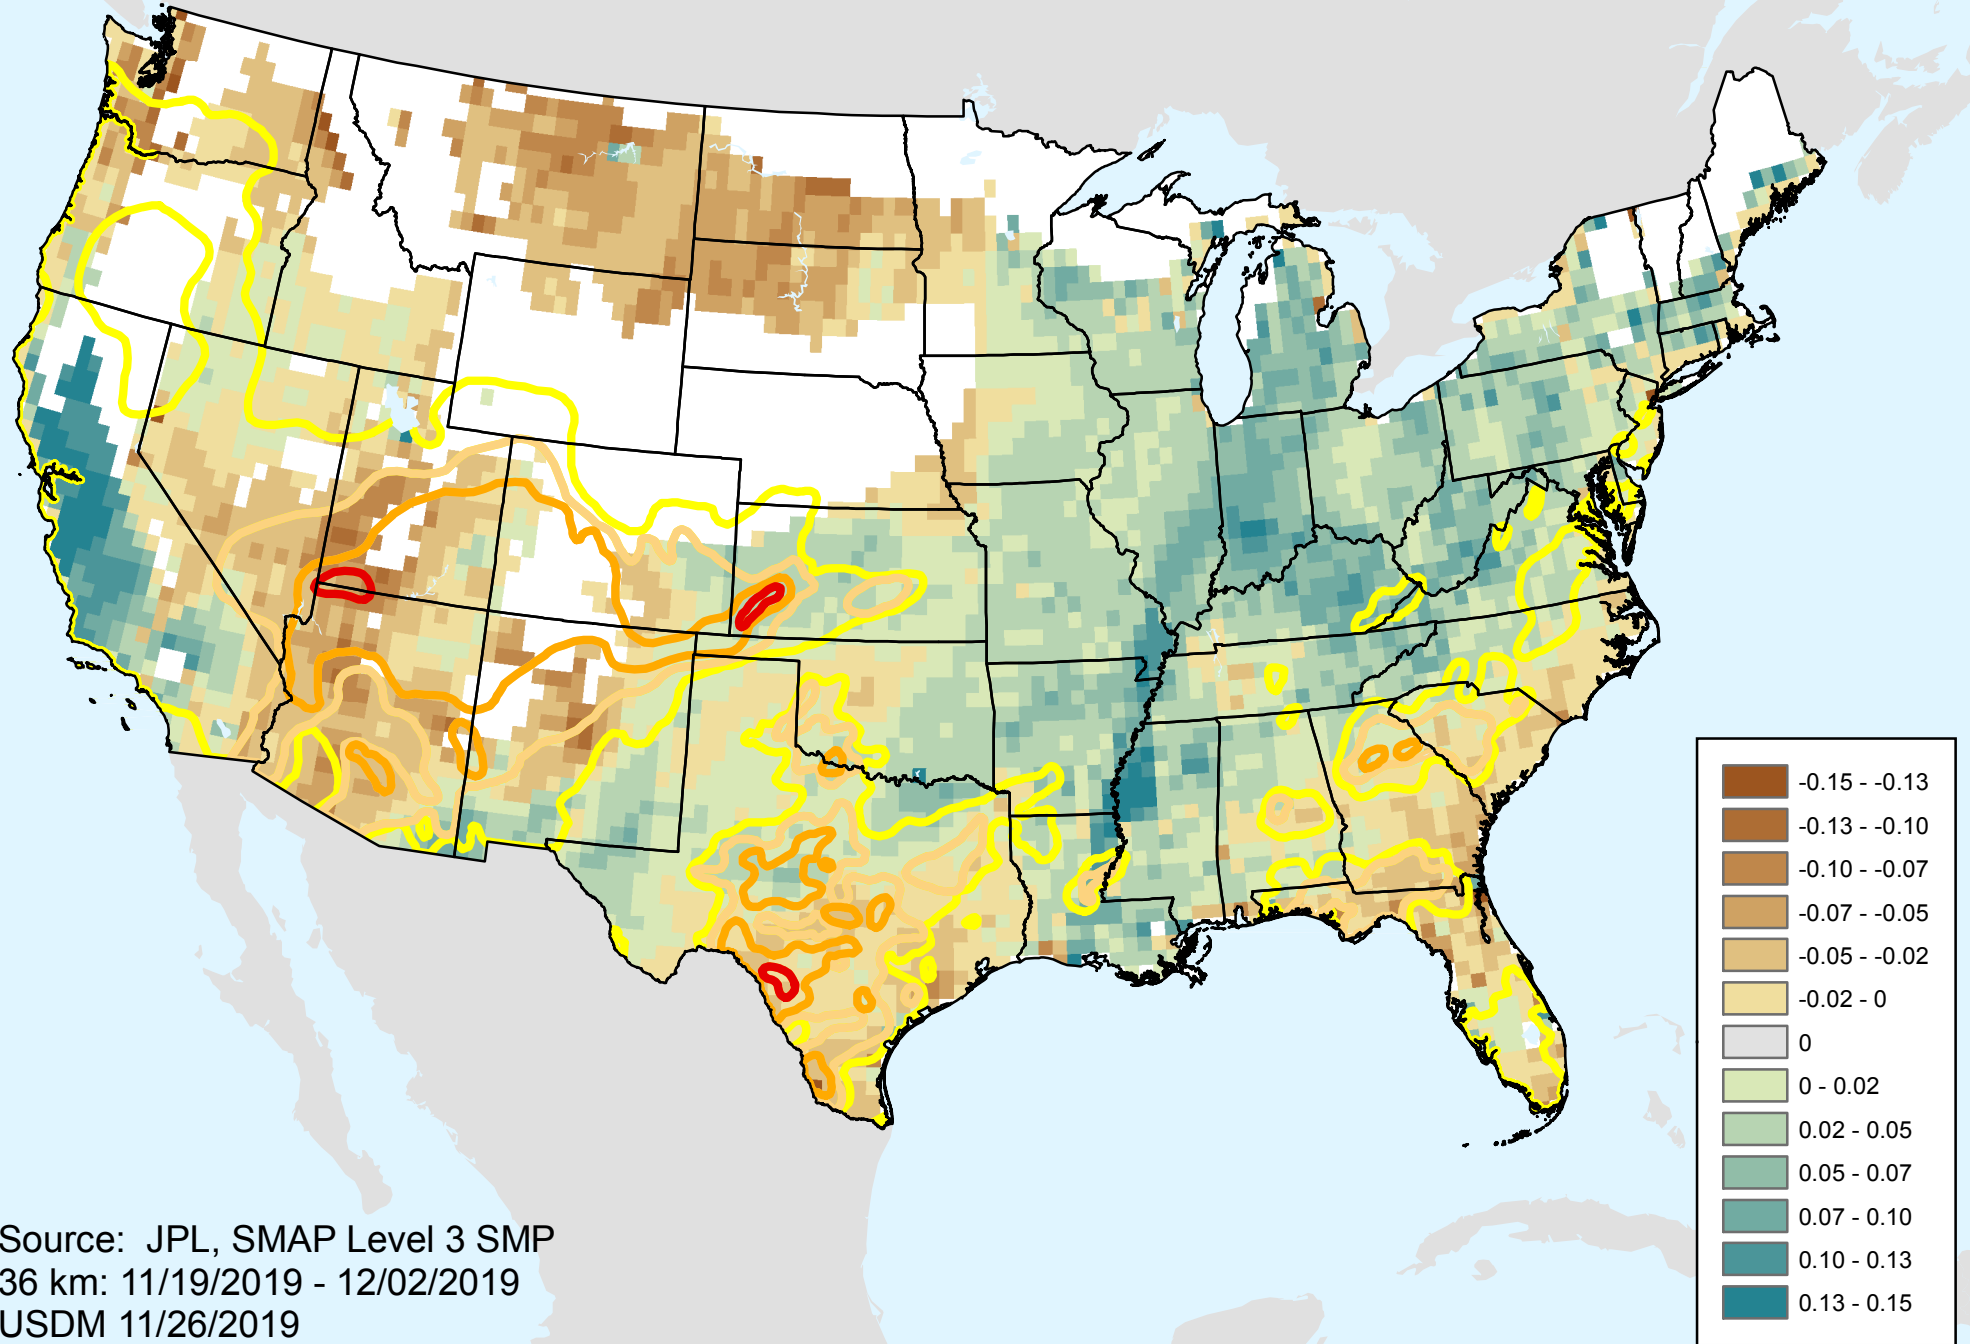 -0.15 - -0.13
-0.13 - -0.10
-0.10 - -0.07
-0.07 - -0.05
-0.05 - -0.02
-0.02 - 0
0
0 - 0.02
0.02 - 0.05
0.05 - 0.07
0.07 - 0.10
0.10 - 0.13
0.13 - 0.15
Source:  JPL, SMAP Level 3 SMP
36 km: 11/19/2019 - 12/02/2019
USDM 11/26/2019